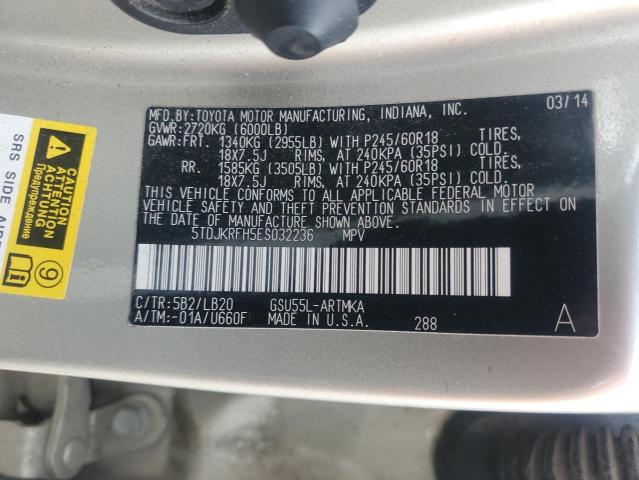 MFD.BY:TOYOTA MOTOR MANUFACTURING, INDIANA, INC. 03/14
GVWR:2720KG (6000LB)
GAWR:FRT. 1340KG (2955LB) WITH P245/60R18 TIRES,
18X7.5J RIMS, AT 240KPA (35PSI) COLD.
RR. 1585KG (3505LB) WITH P245/60R18 TIRES,
18X7.5J RIMS, AT 240KPA (35PSI) COLD.
THIS VEHICLE CONFORMS TO ALL APPLICABLE FEDERAL MOTOR
VEHICLE SAFETY AND THEFT PREVENTION STANDARDS IN EFFECT ON
THE DATE OF MANUFACTURE SHOWN ABOVE.
5TDJKRFH5ES032236 MPV
C/TR:5B2/LB20 GSU55L-ARTMKA
A/TM:-01A/U660F MADE IN U.S.A. 288 A
SRS SIDE AIR
CAUTION
ATTENTION
ACHTUNG
Предупреждение
9